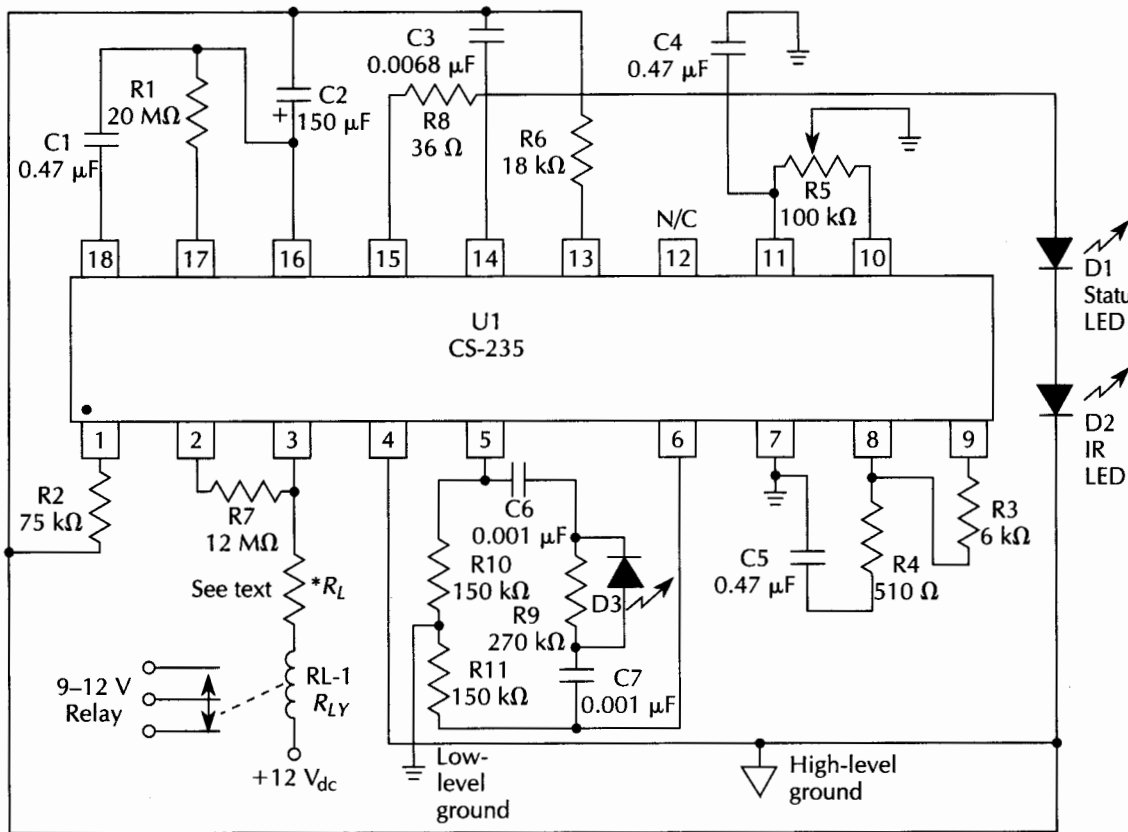 C1
0.47 µF
R1
20 MΩ
C2
+
150 µF
C3
0.0068 µF
R8
36 Ω
R6
18 kΩ
C4
0.47 µF
R5
100 kΩ
N/C
18
17
16
15
14
13
12
11
10
U1
CS-235
D1
Statu
LED
D2
IR
LED
1
2
3
4
5
6
7
8
9
R2
75 kΩ
R7
12 MΩ
See text
*RL
RL-1
RLY
9–12 V
Relay
+12 Vdc
C6
0.001 µF
R10
150 kΩ
R9
270 kΩ
D3
R11
150 kΩ
C7
0.001 µF
C5
0.47 µF
R4
510 Ω
R3
6 kΩ
Low-
level
ground
High-level
ground